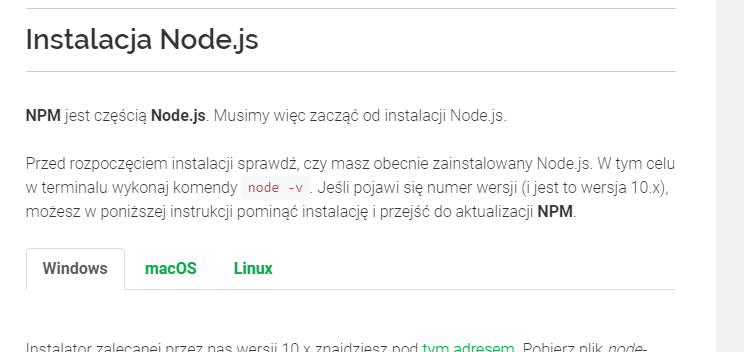 Instalacja Node.js
NPM jest częścią Node.js. Musimy więc zacząć od instalacji Node.js.
Przed rozpoczęciem instalacji sprawdź, czy masz obecnie zainstalowany Node.js. W tym celu
w terminalu wykonaj komendy node -v . Jeśli pojawi się numer wersji (i jest to wersja 10.x),
możesz w poniższej instrukcji pominąć instalację i przejść do aktualizacji NPM.
Windows macOS Linux
Instalator zalecanej przez nas wersji 10.x znajdziesz pod tym adresem. Pobierz plik node-